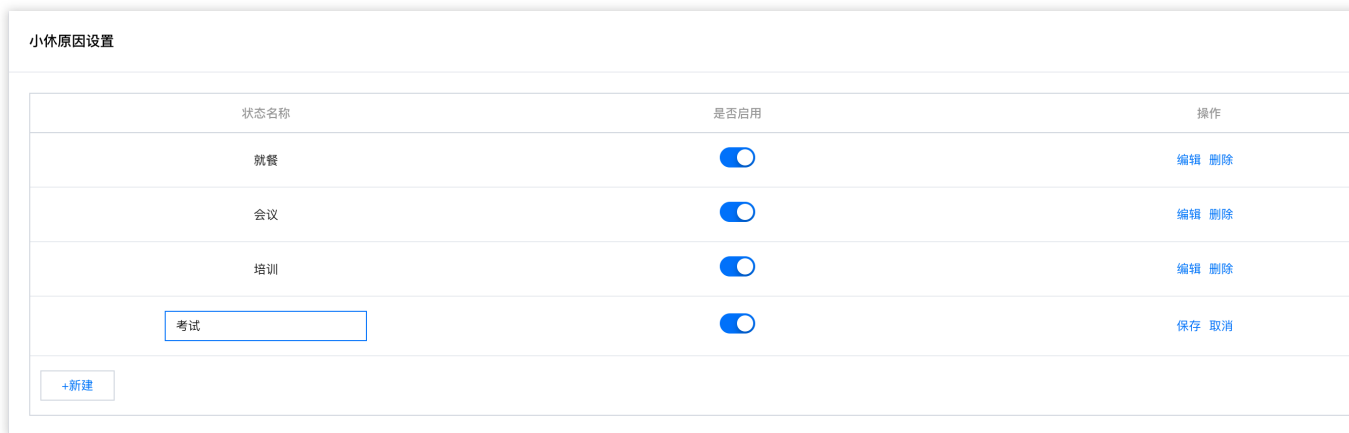 小休原因设置
状态名称 是否启用 操作
就餐 编辑 删除
会议 编辑 删除
培训 编辑 删除
考试 保存 取消
+新建